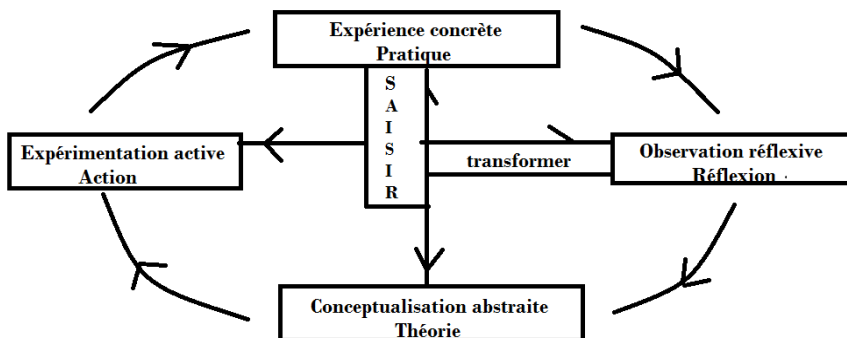 Expérience concrète
Pratique
S
A
I
S
I
R
Expérimentation active
Action
transformer
Observation réflexive
Réflexion
Conceptualisation abstraite
Théorie